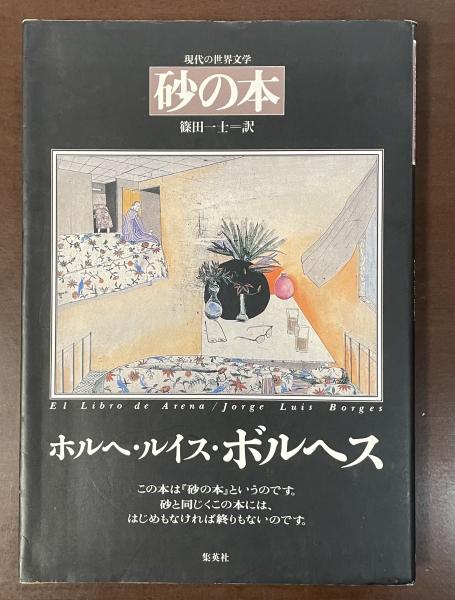 現代の世界文学
砂の本
篠田一士＝訳
El Libro de Arena / Jorge Luis Borges
ホルヘ・ルイス・ボルヘス
この本は『砂の本』というのです。
砂と同じくこの本には、
はじめもなければ終りもないのです。
集英社